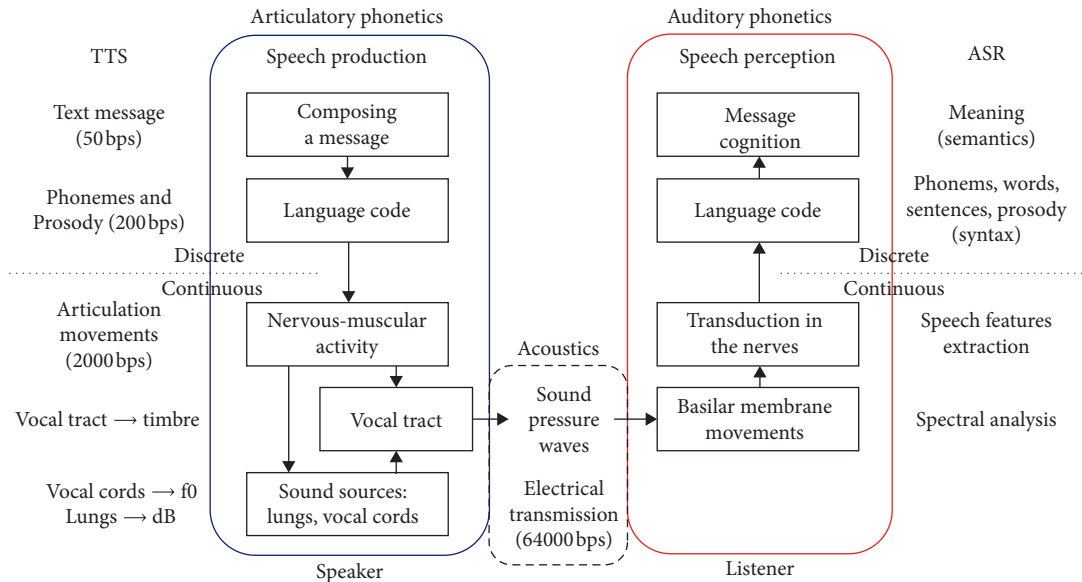 Articulatory phonetics
Auditory phonetics
TTS
Speech production
Speech perception
ASR
Text message
(50 bps)
Composing
a message
Message
cognition
Meaning
(semantics)
Phonemes and
Prosody (200 bps)
Language code
Language code
Phonems, words,
sentences, prosody
(syntax)
Discrete
Discrete
Continuous
Continuous
Articulation
movements
(2000 bps)
Nervous-muscular
activity
Transduction in
the nerves
Speech features
extraction
Acoustics
Vocal tract → timbre
Vocal tract
Sound
pressure
waves
Basilar membrane
movements
Spectral analysis
Vocal cords → f0
Lungs → dB
Sound sources:
lungs, vocal cords
Electrical
transmission
(64000 bps)
Speaker
Listener